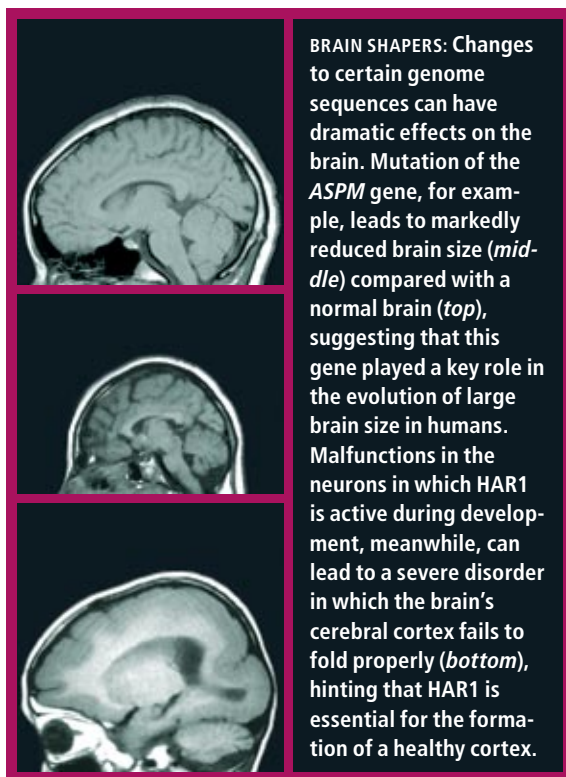 BRAIN SHAPERS: Changes
to certain genome
sequences can have
dramatic effects on the
brain. Mutation of the
ASPM gene, for exam-
ple, leads to markedly
reduced brain size (mid-
dle) compared with a
normal brain (top),
suggesting that this
gene played a key role in
the evolution of large
brain size in humans.
Malfunctions in the
neurons in which HAR1
is active during develop-
ment, meanwhile, can
lead to a severe disorder
in which the brain’s
cerebral cortex fails to
fold properly (bottom),
hinting that HAR1 is
essential for the forma-
tion of a healthy cortex.